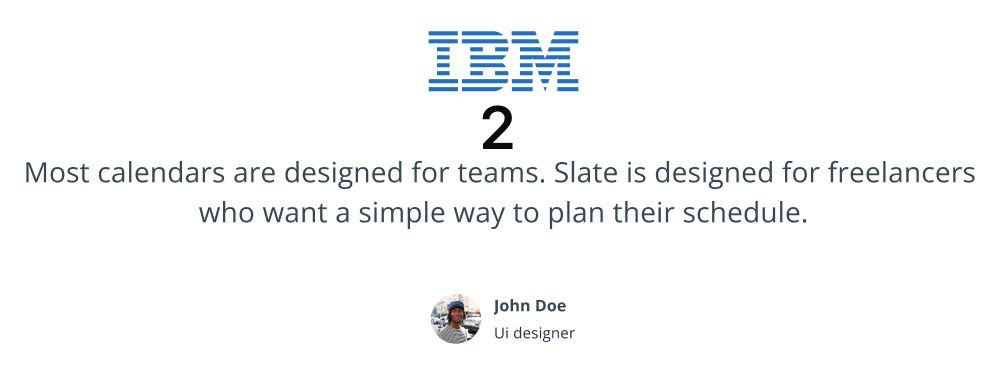 IBM
2
Most calendars are designed for teams. Slate is designed for freelancers
who want a simple way to plan their schedule.
John Doe
Ui designer